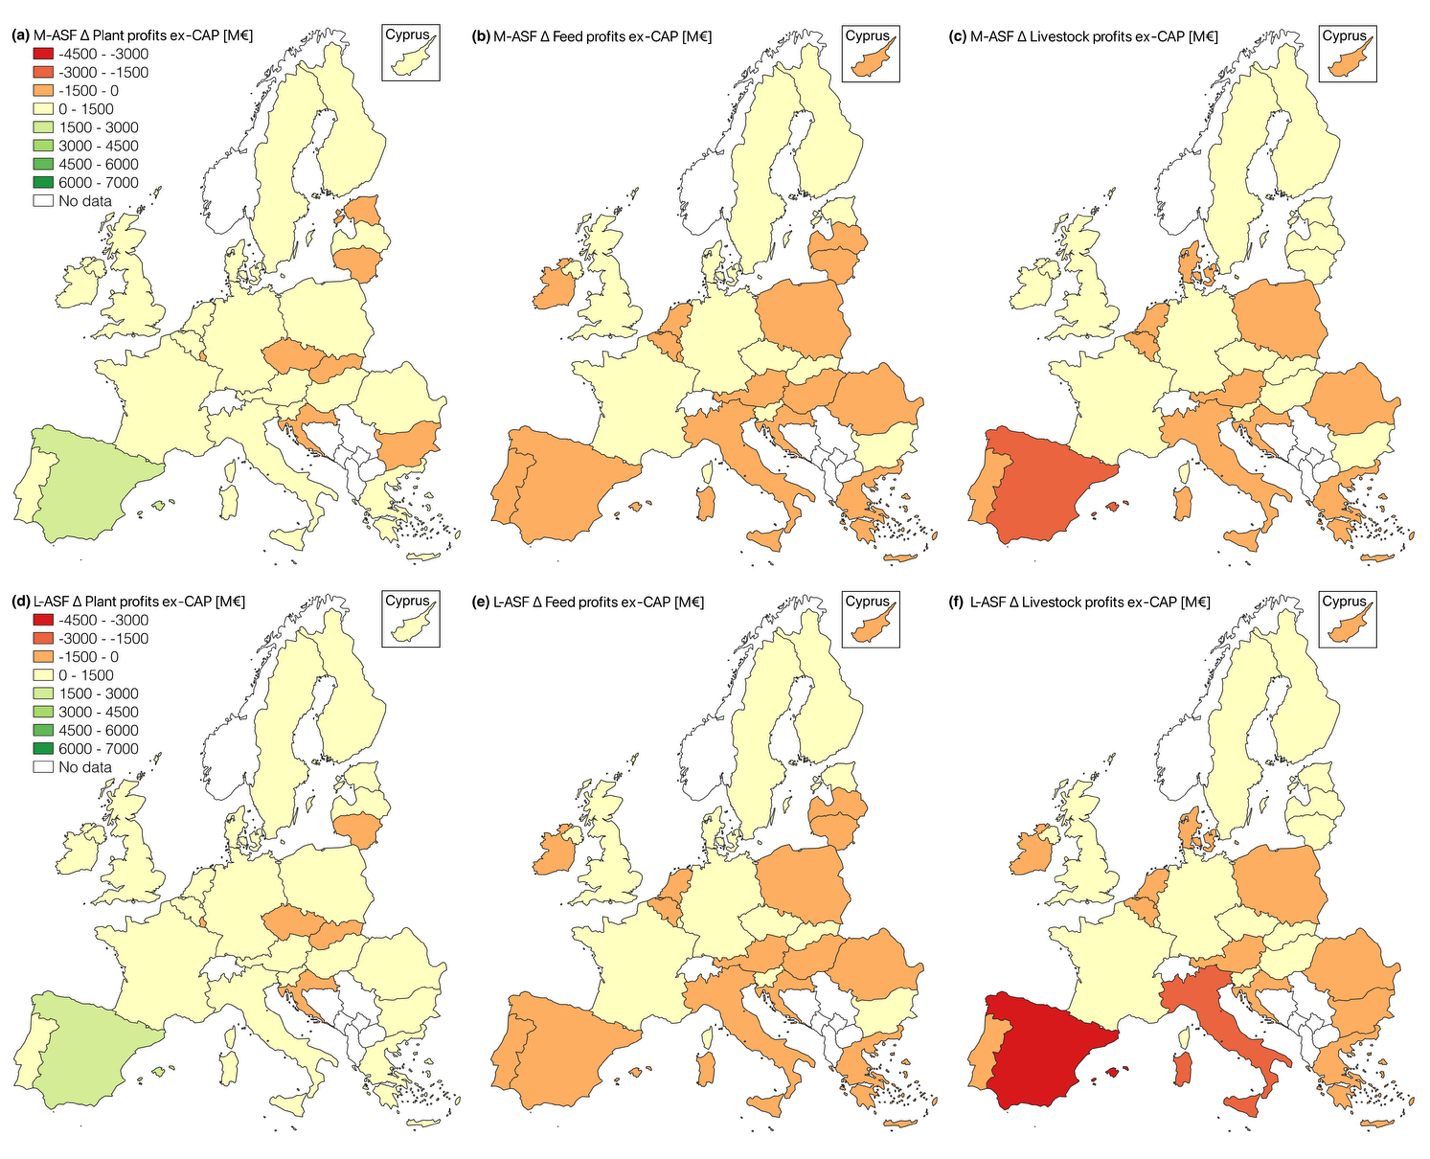 (a) M-ASF Δ Plant profits ex-CAP [M€]
-4500 - -3000
-3000 - -1500
-1500 - 0
0 - 1500
1500 - 3000
3000 - 4500
4500 - 6000
6000 - 7000
No data
Cyprus
(b) M-ASF Δ Feed profits ex-CAP [M€]
Cyprus
(c) M-ASF Δ Livestock profits ex-CAP [M€]
Cyprus
(d) L-ASF Δ Plant profits ex-CAP [M€]
-4500 - -3000
-3000 - -1500
-1500 - 0
0 - 1500
1500 - 3000
3000 - 4500
4500 - 6000
6000 - 7000
No data
Cyprus
(e) L-ASF Δ Feed profits ex-CAP [M€]
Cyprus
(f) L-ASF Δ Livestock profits ex-CAP [M€]
Cyprus